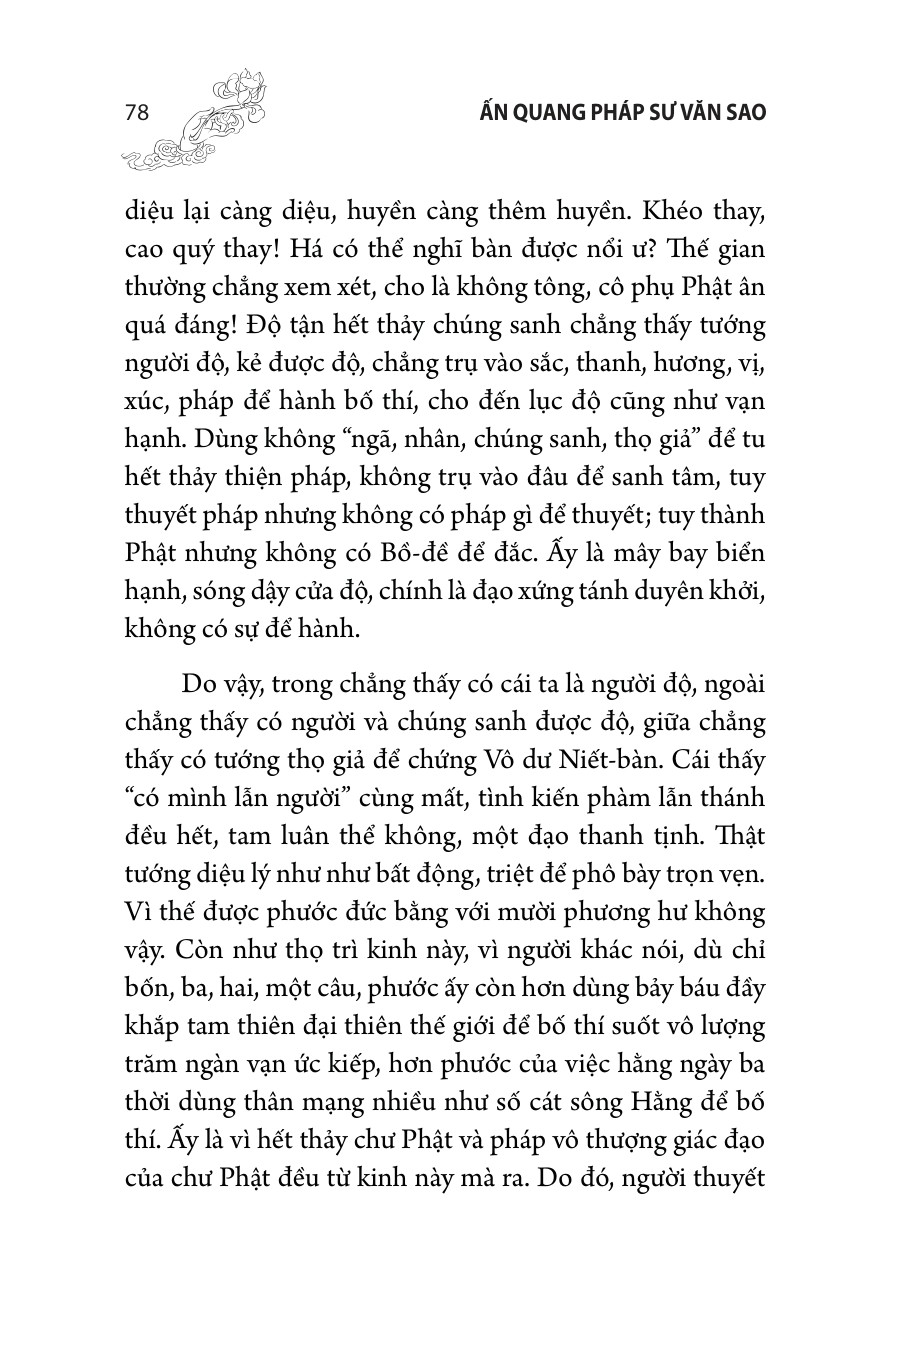 78
ẤN QUANG PHÁP SƯ VĂN SAO
diệu lại càng diệu, huyền càng thêm huyền. Khéo thay,
cao quý thay! Há có thể nghĩ bàn được nổi ư? Thế gian
thường chẳng xem xét, cho là không tông, cô phụ Phật ân
quá đáng! Độ tận hết thảy chúng sanh chẳng thấy tướng
người độ, kẻ được độ, chẳng trụ vào sắc, thanh, hương, vị,
xúc, pháp để hành bố thí, cho đến lục độ cũng như vạn
hạnh. Dùng không “ngã, nhân, chúng sanh, thọ giả” để tu
hết thảy thiện pháp, không trụ vào đâu để sanh tâm, tuy
thuyết pháp nhưng không có pháp gì để thuyết; tuy thành
Phật nhưng không có Bồ-đề để đắc. Ấy là mây bay biển
hạnh, sóng dậy cửa độ, chính là đạo xứng tánh duyên khởi,
không có sự để hành.
Do vậy, trong chẳng thấy có cái ta là người độ, ngoài
chẳng thấy có người và chúng sanh được độ, giữa chẳng
thấy có tướng thọ giả để chứng Vô dư Niết-bàn. Cái thấy
“có mình lẫn người” cùng mất, tình kiến phàm lẫn thánh
đều hết, tam luân thể không, một đạo thanh tịnh. Thật
tướng diệu lý như như bất động, triệt để phô bày trọn vẹn.
Vì thế được phước đức bằng với mười phương hư không
vậy. Còn như thọ trì kinh này, vì người khác nói, dù chỉ
bốn, ba, hai, một câu, phước ấy còn hơn dùng bảy báu đầy
khắp tam thiên đại thiên thế giới để bố thí suốt vô lượng
trăm ngàn vạn ức kiếp, hơn phước của việc hằng ngày ba
thời dùng thân mạng nhiều như số cát sông Hằng để bố
thí. Ấy là vì hết thảy chư Phật và pháp vô thượng giác đạo
của chư Phật đều từ kinh này mà ra. Do đó, người thuyết